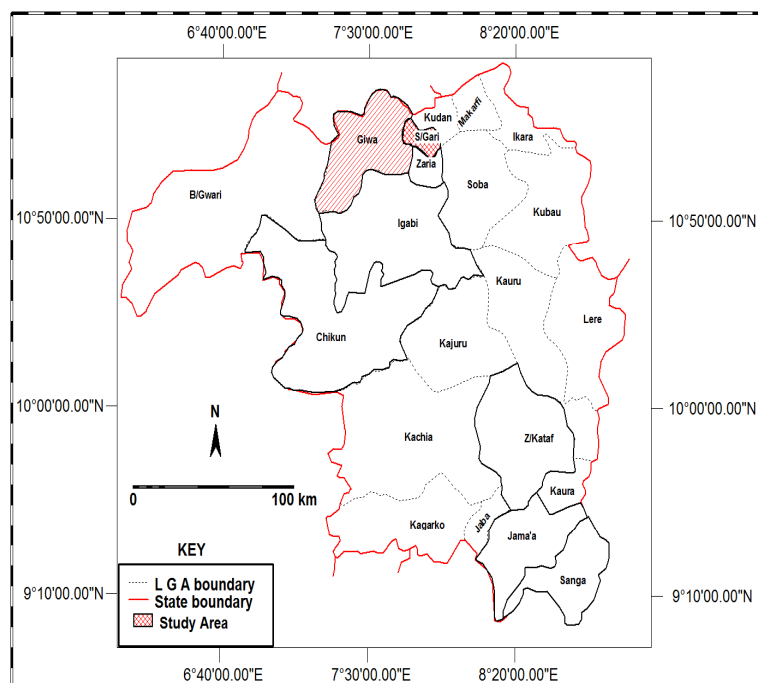 6°40'00.00"E
7°30'00.00"E
8°20'00.00"E
Kudan
Makarfi
Giwa
S/Gari
Ikara
Zaria
B/Gwari
Soba
Kubau
10°50'00.00"N
Igabi
10°50'00.00"N
Kauru
Lere
Chikun
Kajuru
10°00'00.00"N
10°00'00.00"N
N
Kachia
Z/Kataf
0
100 km
Kaura
Kagarko
Jaba
Jama'a
KEY
L G A boundary
State boundary
Study Area
Sanga
9°10'00.00"N
9°10'00.00"N
6°40'00.00"E
7°30'00.00"E
8°20'00.00"E